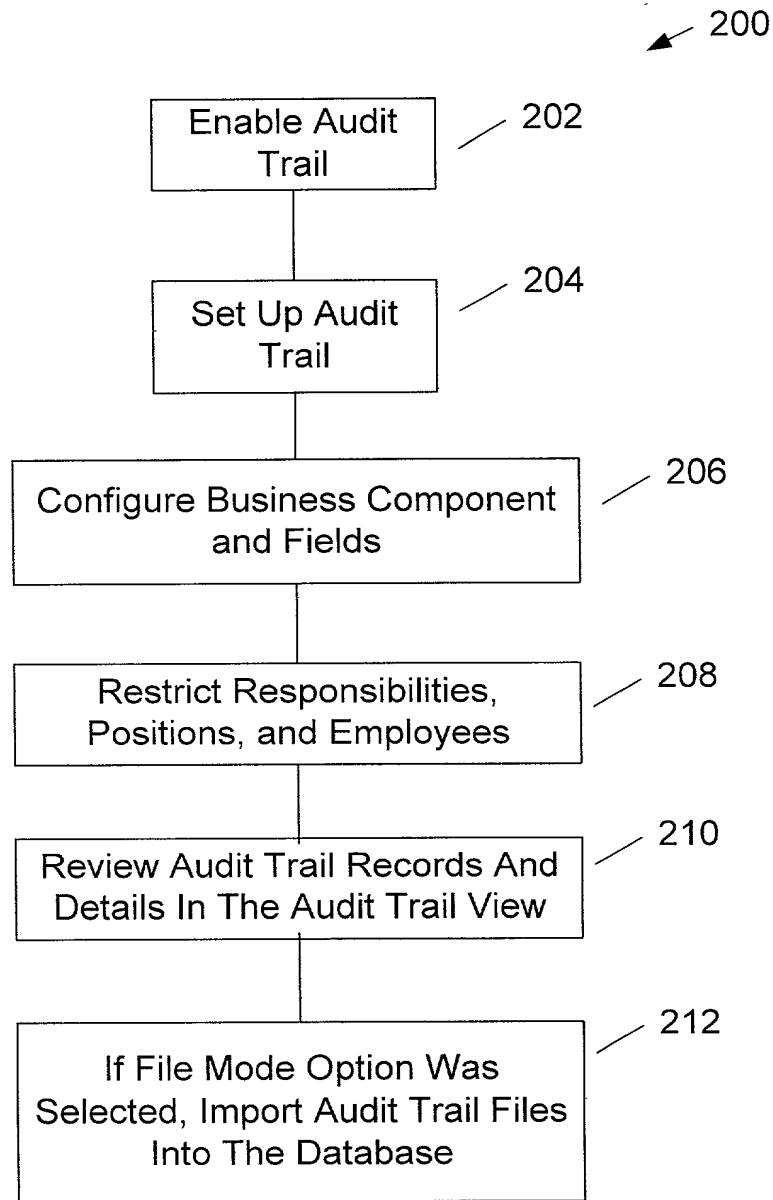 200
Enable Audit
Trail
202
Set Up Audit
Trail
204
Configure Business Component
and Fields
206
Restrict Responsibilities,
Positions, and Employees
208
Review Audit Trail Records And
Details In The Audit Trail View
210
If File Mode Option Was
Selected, Import Audit Trail Files
Into The Database
212